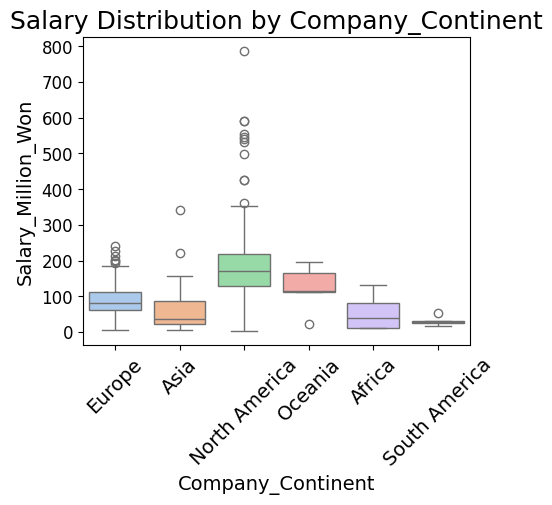 Salary Distribution by Company_Continent
Salary_Million_Won
800
700
600
500
400
300
200
100
0
Europe
Asia
North America
Oceania
Africa
South America
Company_Continent